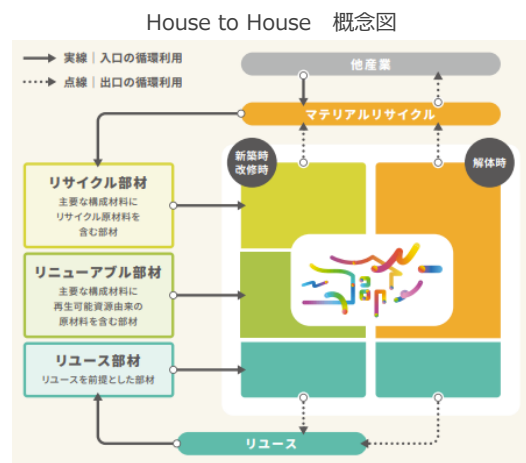 House to House 概念図
実線｜入口の循環利用
点線｜出口の循環利用
他産業
マテリアルリサイクル
新築時
改修時
解体時
リサイクル部材
主要な構成材料に
リサイクル原材料を
含む部材
リニューアブル部材
主要な構成材料に
再生可能資源由来の
原材料を含む部材
リユース部材
リユースを前提とした部材
リユース